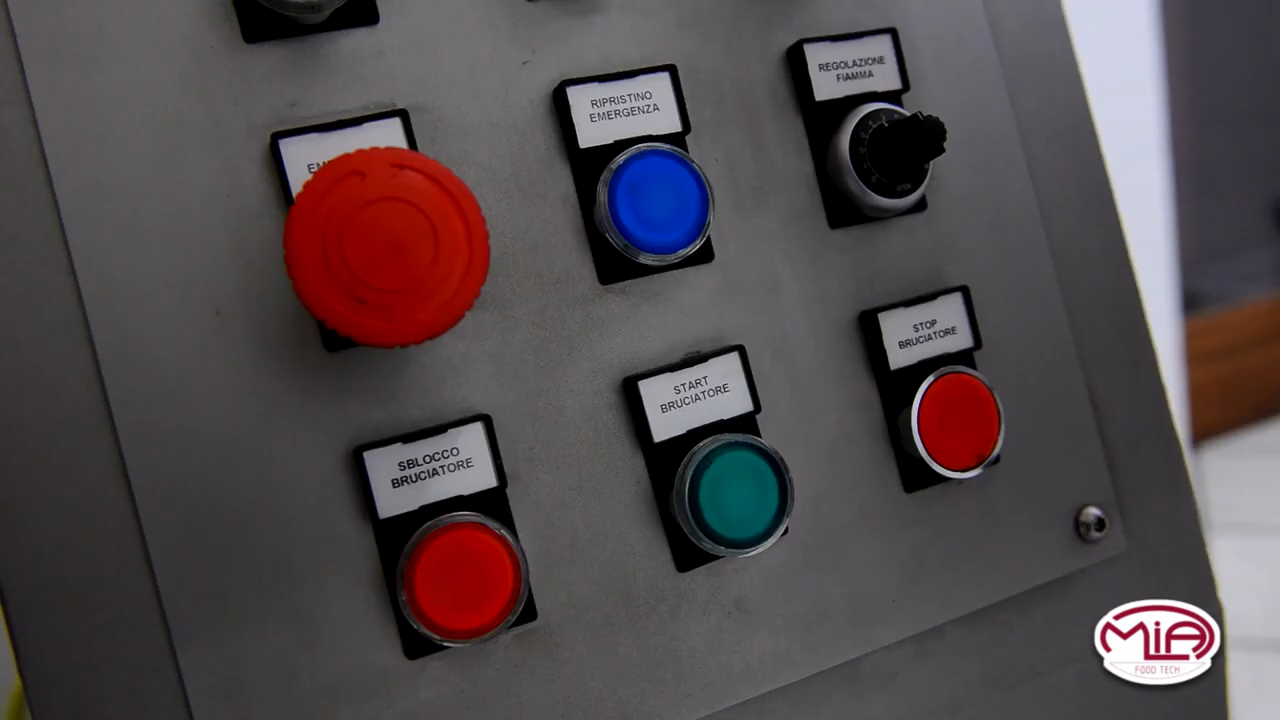 RIPRISTINO
EMERGENZA
REGOLAZIONE
FIAMMA
SBLOCCO
BRUCIATORE
START
BRUCIATORE
STOP
BRUCIATORE
MiA
FOOD TECH